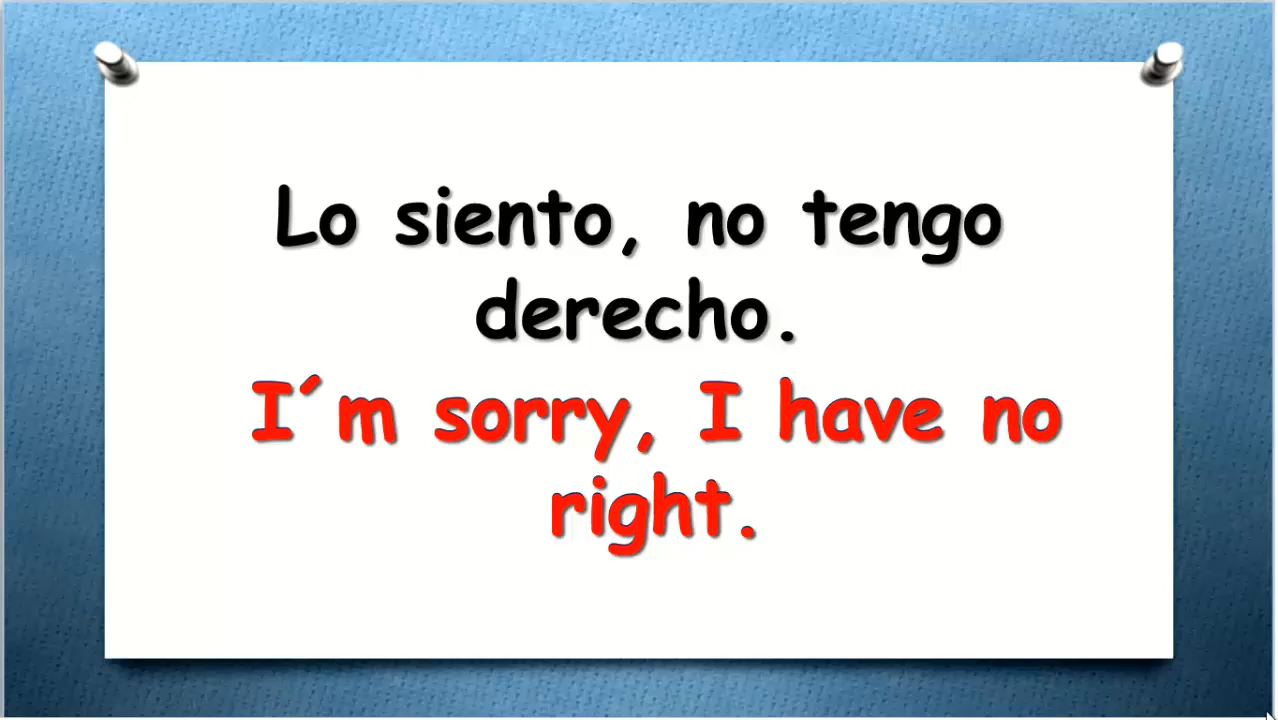 Lo siento, no tengo
derecho.
I´m sorry, I have no
right.